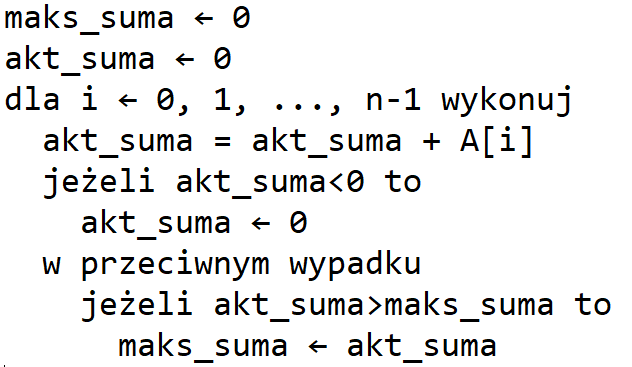 maks_suma ← 0
akt_suma ← 0
dla i ← 0, 1, ..., n-1 wykonuj
  akt_suma = akt_suma + A[i]
  jeżeli akt_suma<0 to
    akt_suma ← 0
  w przeciwnym wypadku
    jeżeli akt_suma>maks_suma to
      maks_suma ← akt_suma